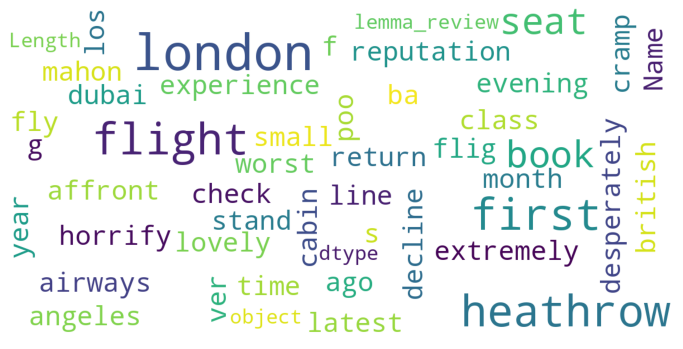 Length
los
london
f
lemma_review
seat
reputation
cramp
Name
mahon
dubai
experience
ba
evening
fly
g
flight
small
poo
class
worst
return
flig
book
month
desperately
british
affront
check
line
year
horrify
lovely
stand
cabin
s
dtype
decline
first
extremely
airways
ver
time
ago
angeles
object
latest
heathrow